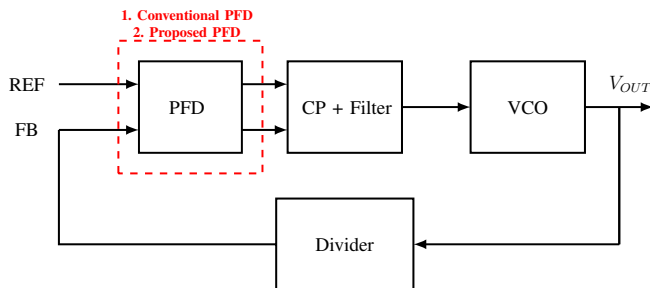 1. Conventional PFD
2. Proposed PFD
REF
FB
PFD
CP + Filter
VCO
V_OUT
Divider